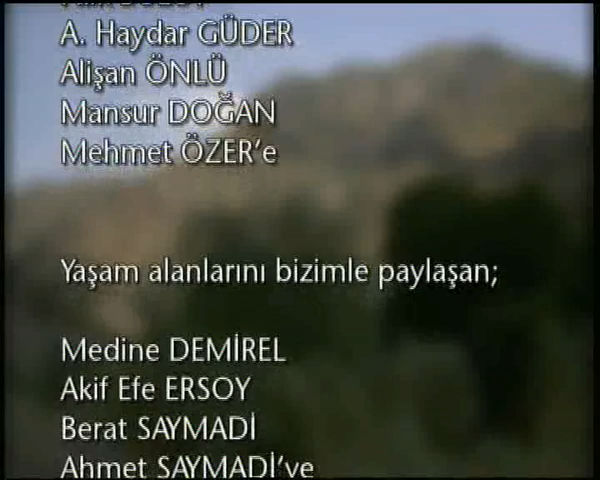 A. Haydar GÜDER
Alişan ÖNLÜ
Mansur DOĞAN
Mehmet ÖZER'e
Yaşam alanlarını bizimle paylaşan;
Medine DEMİREL
Akif Efe ERSOY
Berat SAYMADİ
Ahmet SAYMADİ'ye